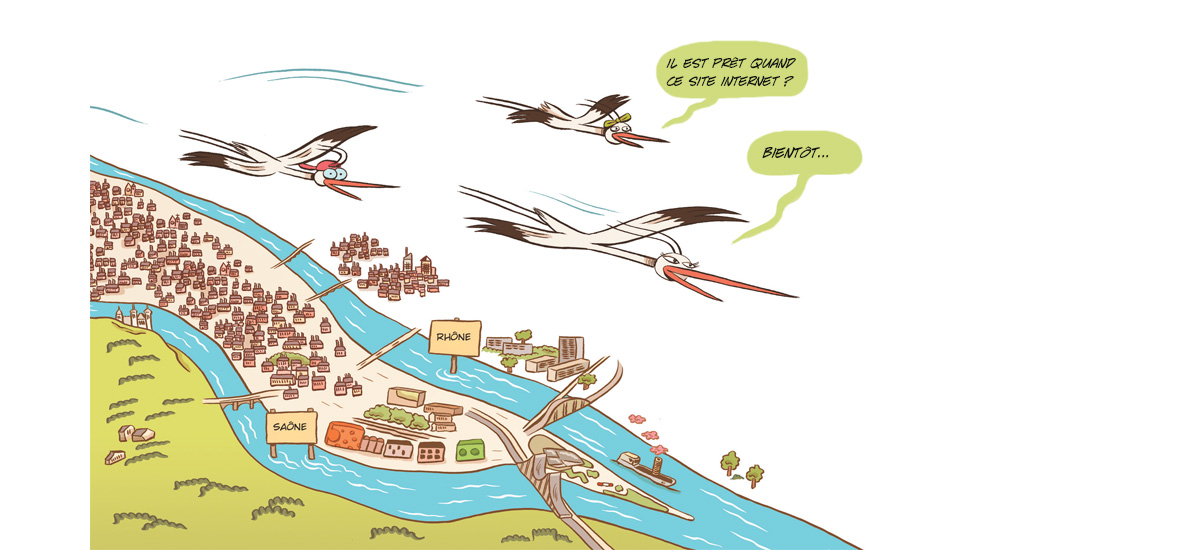 IL EST PRÊT QUAND
CE SITE INTERNET ?
BIENTÔT...
RHÔNE
SAÔNE